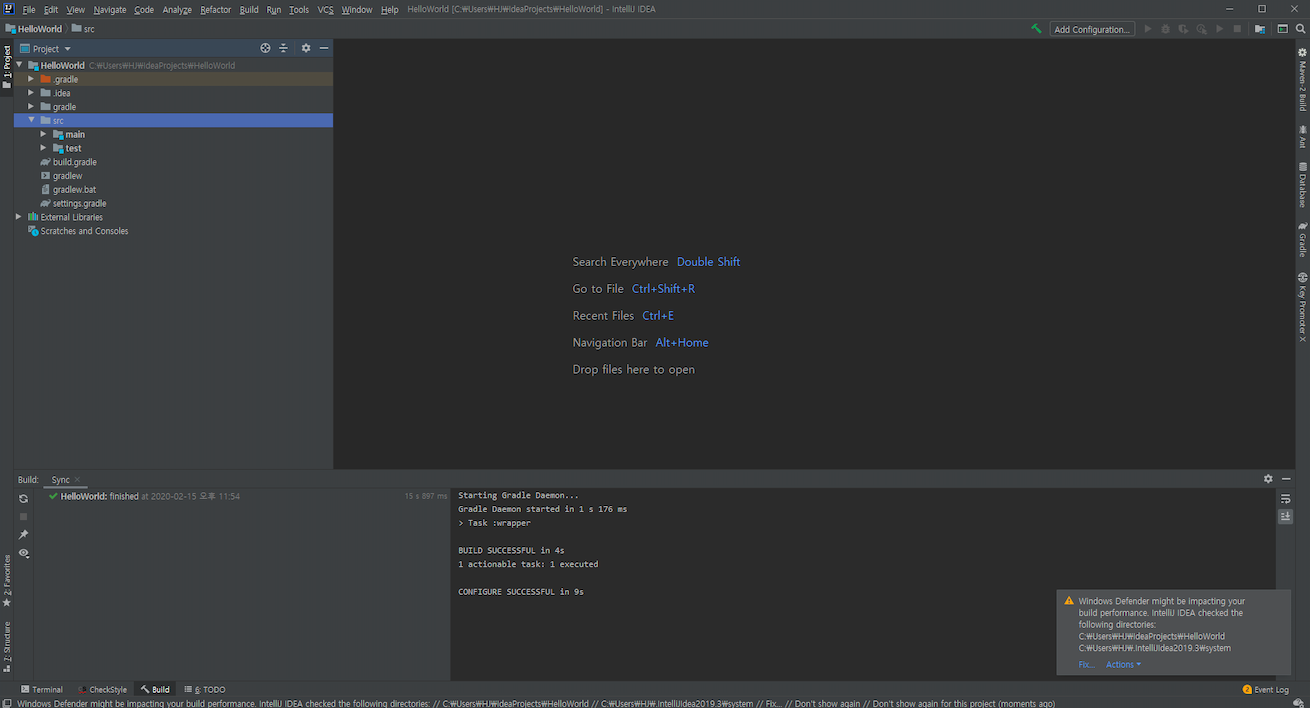 File Edit View Navigate Code Analyze Refactor Build Run Tools VCS Window Help HelloWorld [C:₩Users₩HJ₩IdeaProjects₩HelloWorld] - IntelliJ IDEA
HelloWorld src
Add Configuration...
Project
1: Project
HelloWorld C:₩Users₩HJ₩IdeaProjects₩HelloWorld
.gradle
.idea
gradle
src
main
test
build.gradle
gradlew
gradlew.bat
settings.gradle
External Libraries
Scratches and Consoles
Search Everywhere Double Shift
Go to File Ctrl+Shift+R
Recent Files Ctrl+E
Navigation Bar Alt+Home
Drop files here to open
Maven-2 Build
Ant
Database
Gradle
Key Promoter X
Build: Sync
HelloWorld: finished at 2020-02-15 오후 11:54 15 s 897 ms
Starting Gradle Daemon...
Gradle Daemon started in 1 s 176 ms
> Task :wrapper
BUILD SUCCESSFUL in 4s
1 actionable task: 1 executed
CONFIGURE SUCCESSFUL in 9s
2: Favorites
7: Structure
Windows Defender might be impacting your
build performance. IntelliJ IDEA checked the
following directories:
C:₩Users₩HJ₩IdeaProjects₩HelloWorld
C:₩Users₩HJ₩.IntelliJIdea2019.3₩system
Fix... Actions
Terminal CheckStyle Build 6: TODO 2 Event Log
Windows Defender might be impacting your build performance. IntelliJ IDEA checked the following directories: // C:₩Users₩HJ₩IdeaProjects₩HelloWorld // C:₩Users₩HJ₩.IntelliJIdea2019.3₩system // Fix... // Don't show again // Don't show again for this project (moments ago)